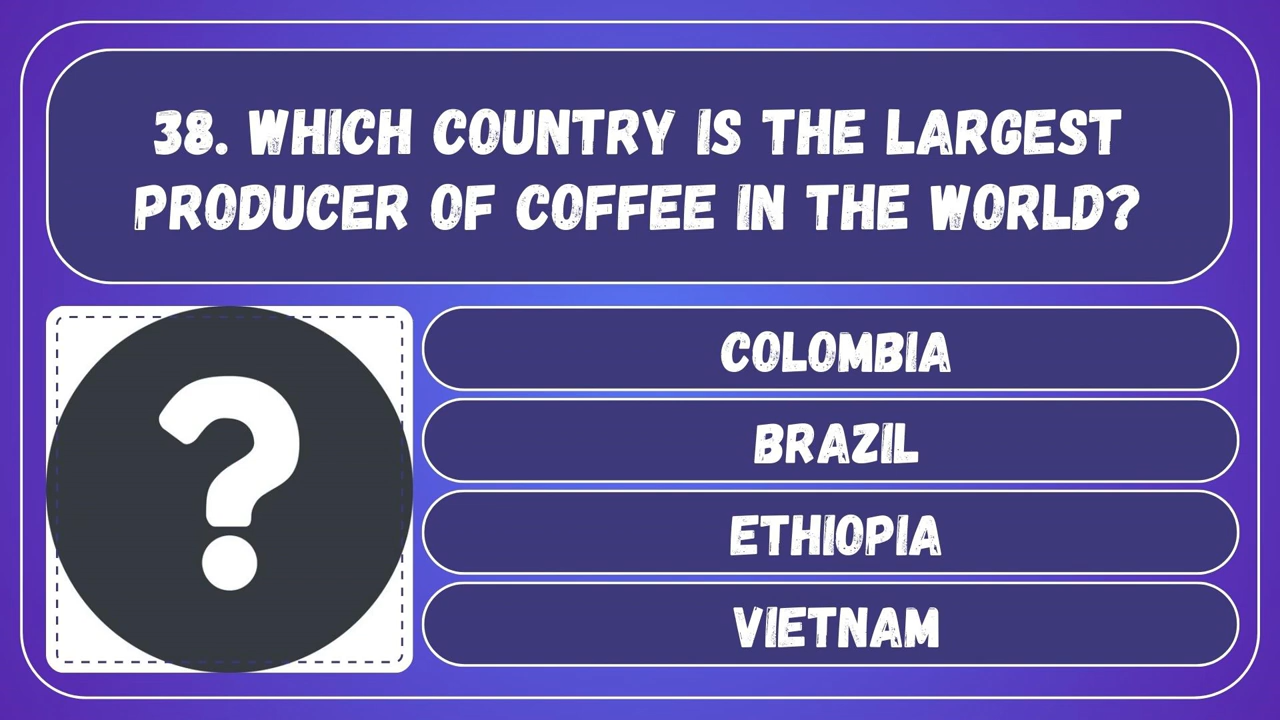 38. WHICH COUNTRY IS THE LARGEST
PRODUCER OF COFFEE IN THE WORLD?
COLOMBIA
BRAZIL
ETHIOPIA
VIETNAM